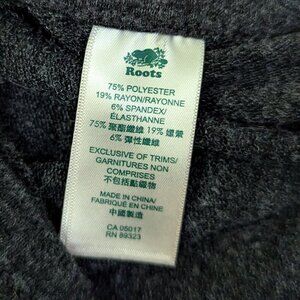 Roots
75% POLYESTER
19% RAYON/RAYONNE
6% SPANDEX/
ÉLASTHANNE
75% 聚酯纖維 19% 嫘縈
6% 彈性纖維
EXCLUSIVE OF TRIMS/
GARNITURES NON
COMPRISES
不包括點綴物
MADE IN CHINA/
FABRIQUÉ EN CHINE
中國製造
CA 05017
RN 89323